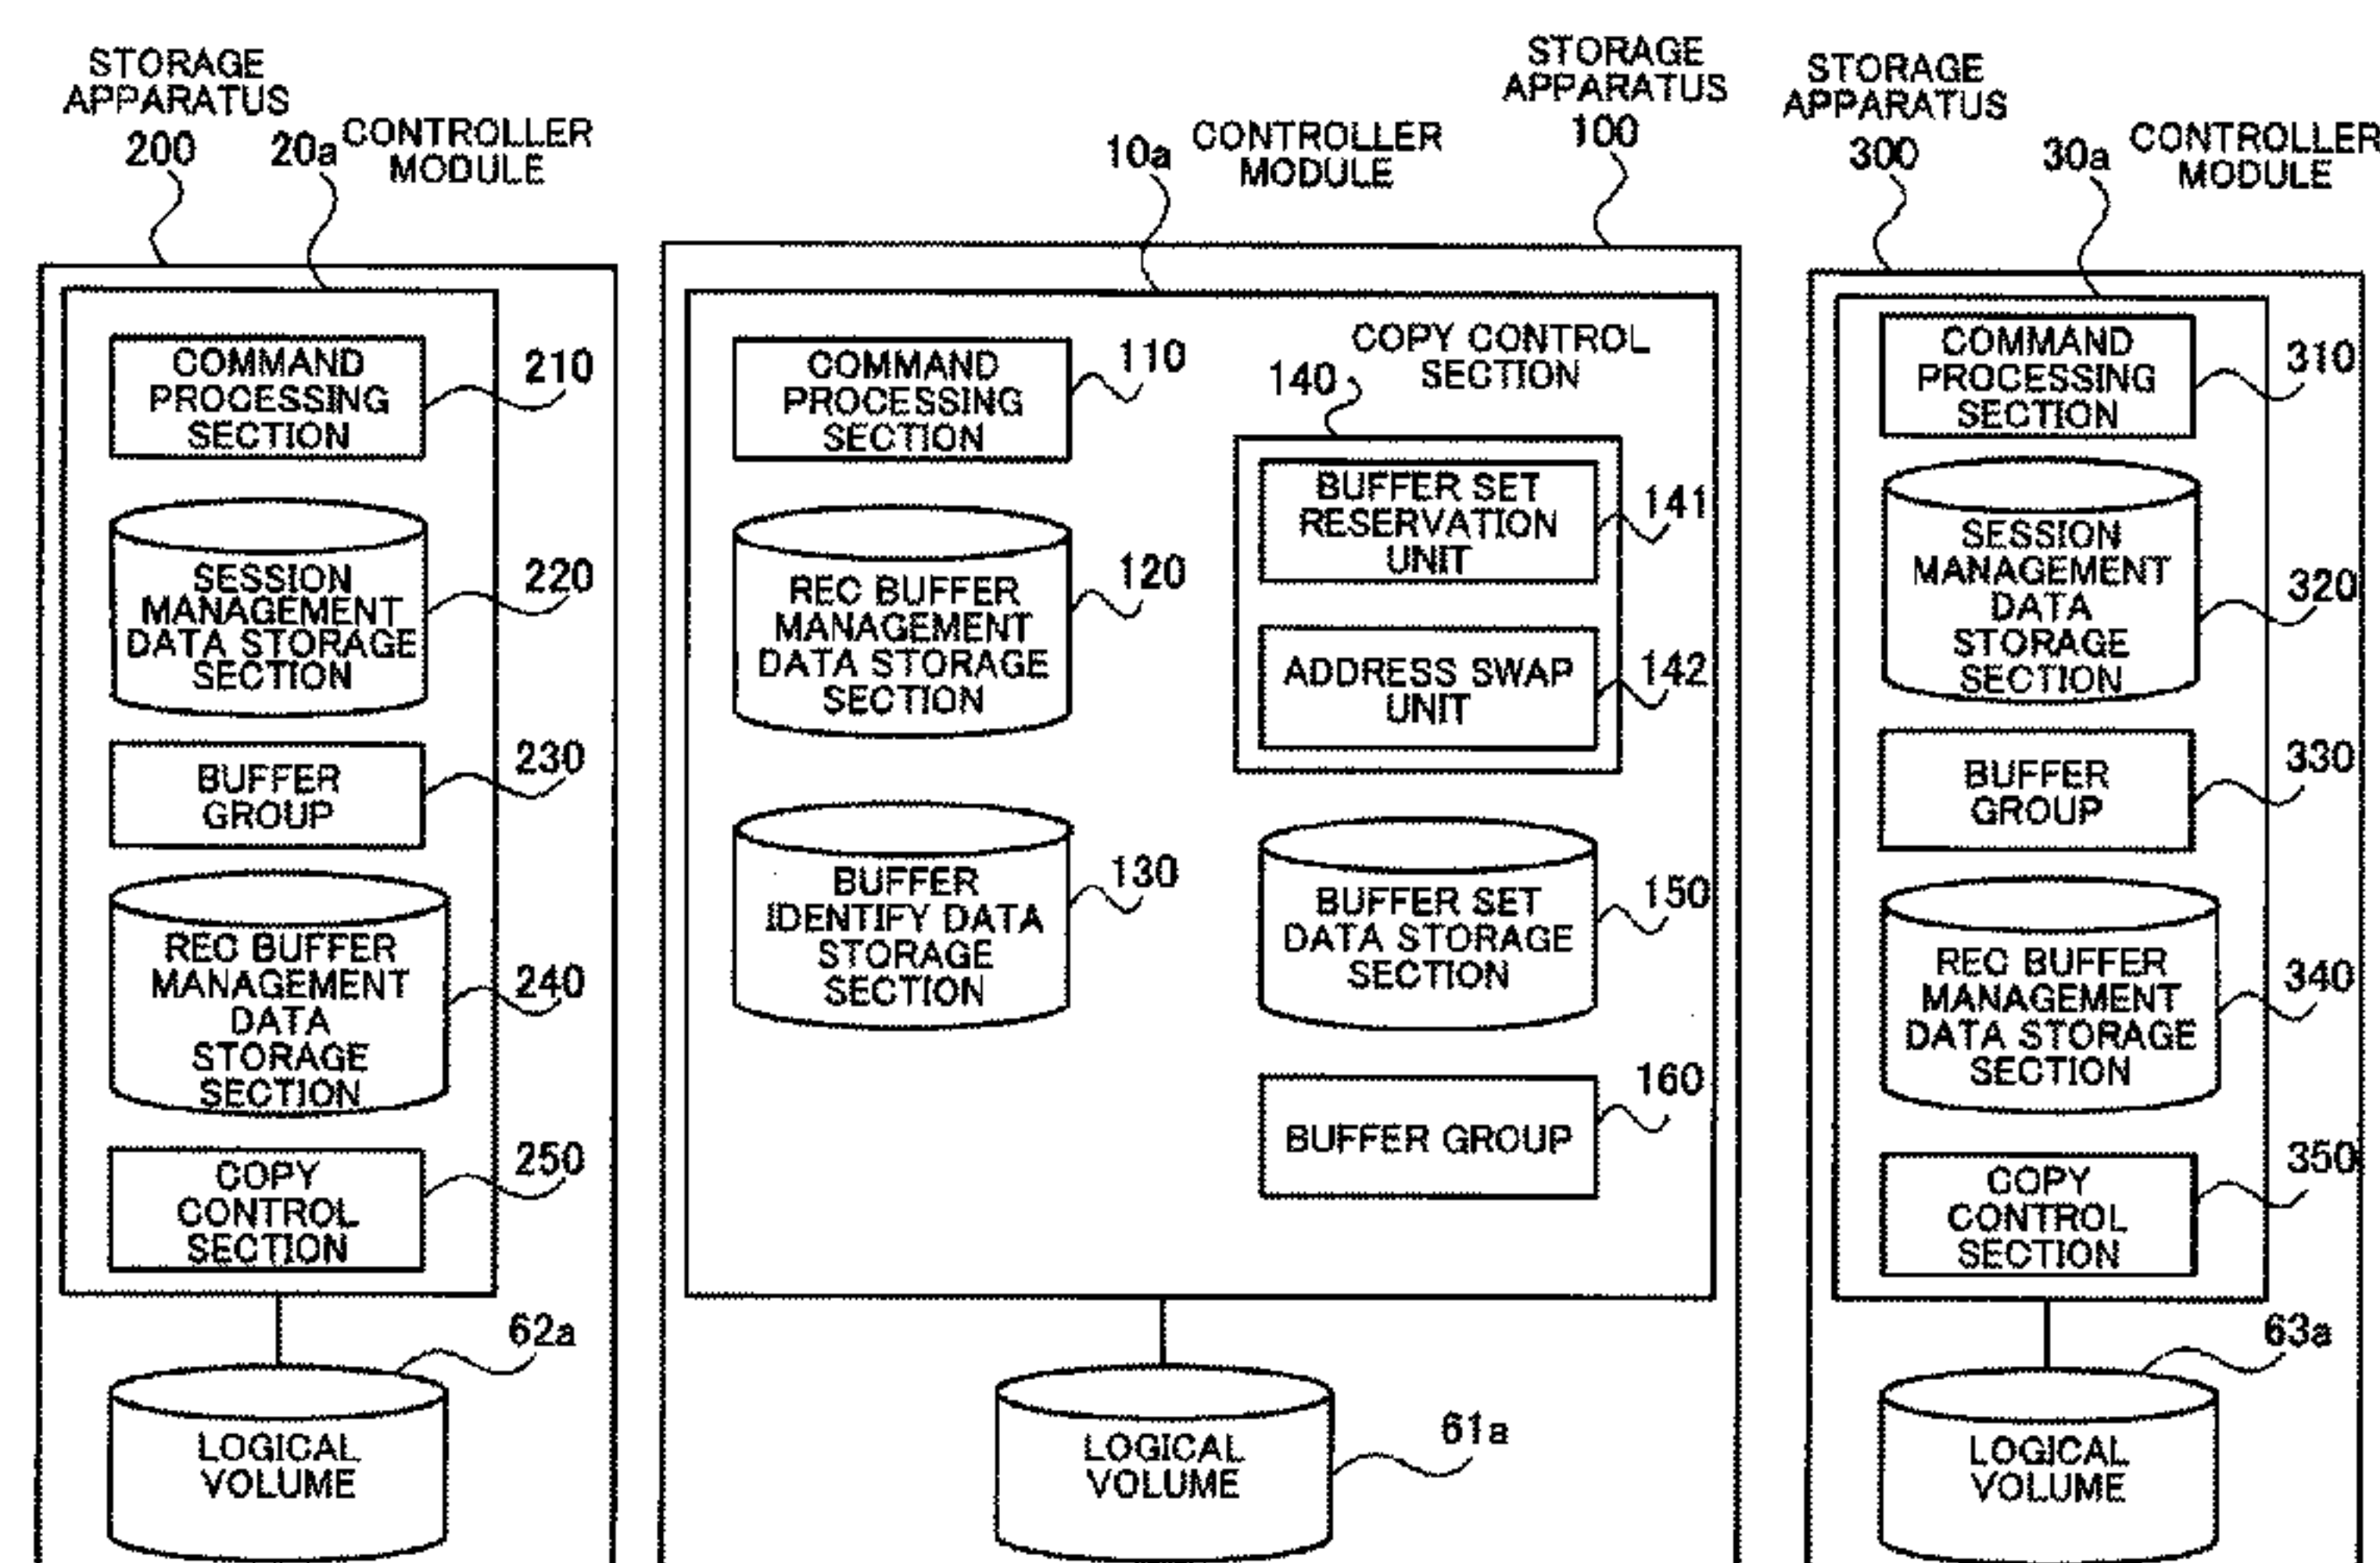 STORAGE
APPARATUS
200
20a
CONTROLLER
MODULE
COMMAND
PROCESSING
SECTION
210
SESSION
MANAGEMENT
DATA STORAGE
SECTION
220
BUFFER
GROUP
230
REC BUFFER
MANAGEMENT
DATA
STORAGE
SECTION
240
COPY
CONTROL
SECTION
250
62a
LOGICAL
VOLUME
10a
CONTROLLER
MODULE
STORAGE
APPARATUS
100
COMMAND
PROCESSING
SECTION
110
REC BUFFER
MANAGEMENT
DATA STORAGE
SECTION
120
BUFFER
IDENTIFY DATA
STORAGE
SECTION
130
COPY CONTROL
SECTION
140
BUFFER SET
RESERVATION
UNIT
141
ADDRESS SWAP
UNIT
142
BUFFER SET
DATA STORAGE
SECTION
150
BUFFER GROUP
160
LOGICAL
VOLUME
61a
STORAGE
APPARATUS
300
30a
CONTROLLER
MODULE
COMMAND
PROCESSING
SECTION
310
SESSION
MANAGEMENT
DATA
STORAGE
SECTION
320
BUFFER
GROUP
330
REC BUFFER
MANAGEMENT
DATA STORAGE
SECTION
340
COPY
CONTROL
SECTION
350
63a
LOGICAL
VOLUME